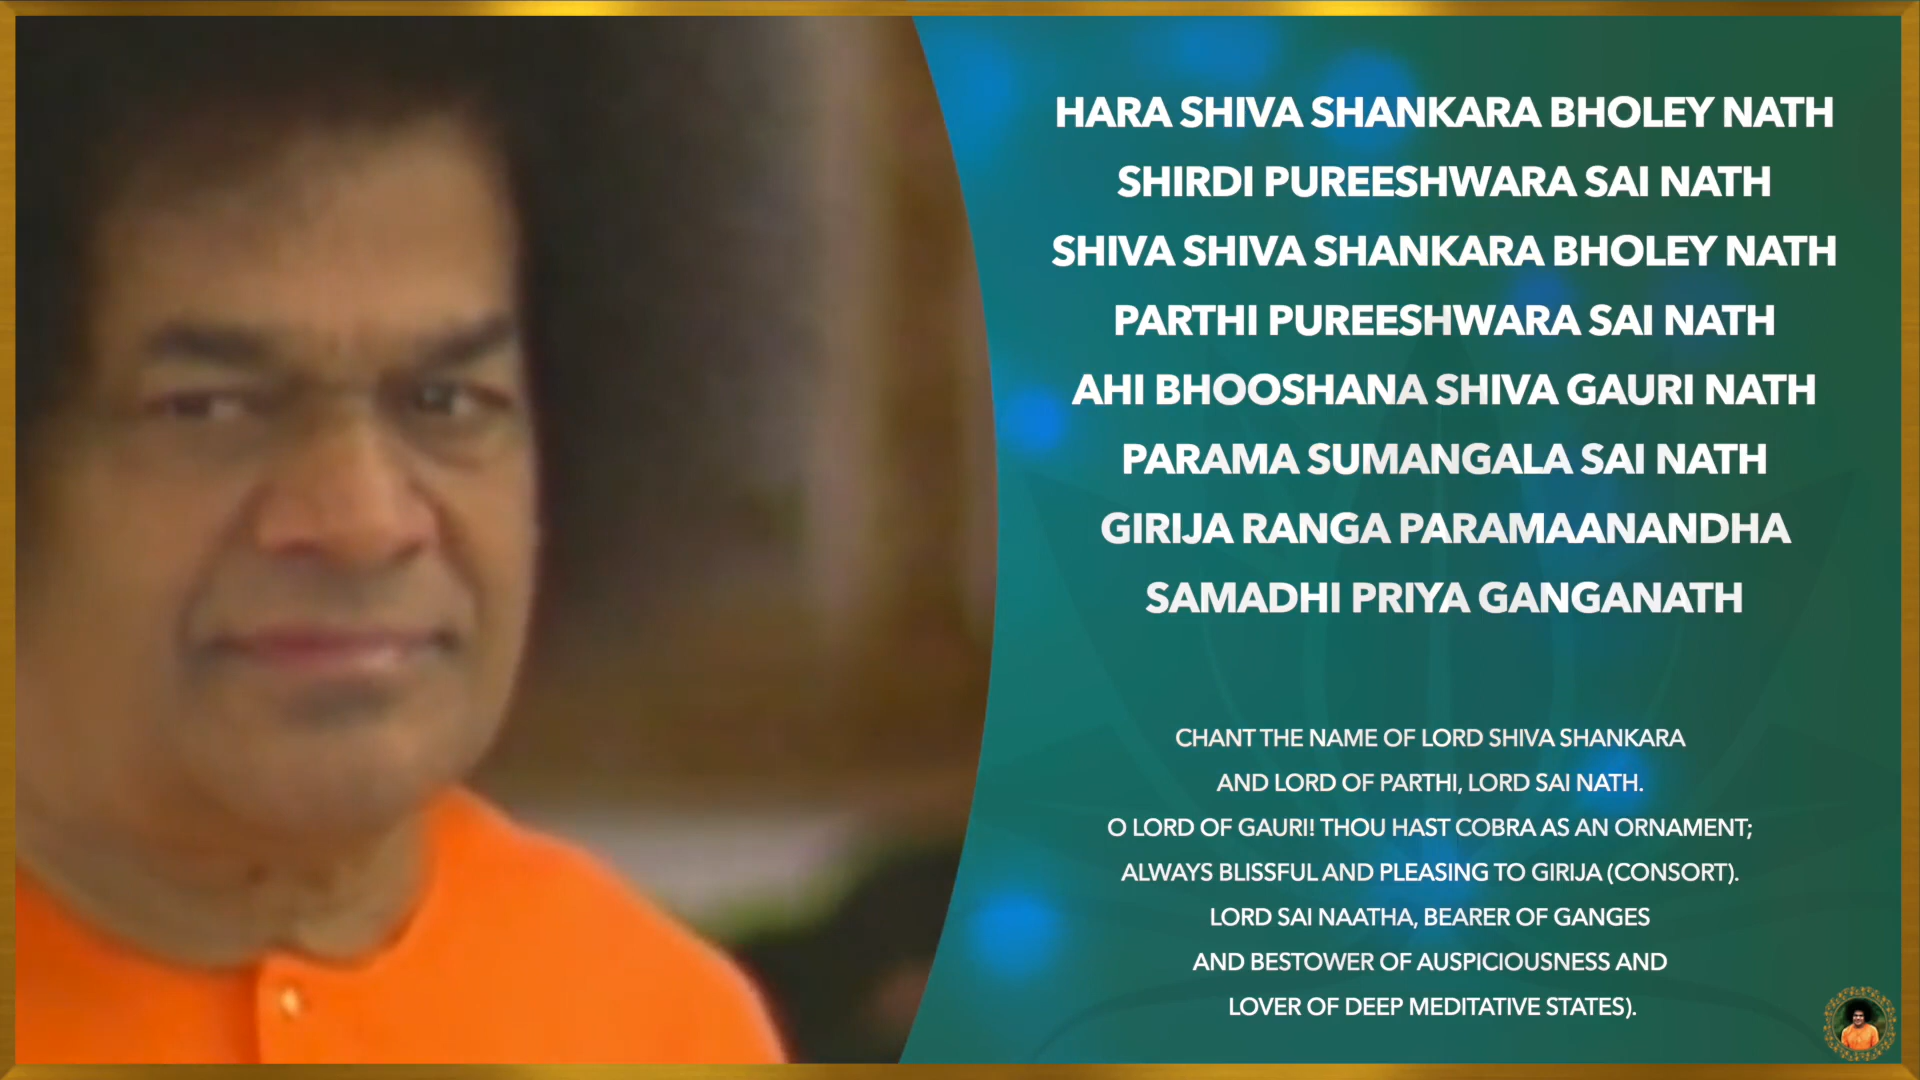 HARA SHIVA SHANKARA BHOLEY NATH
SHIRDI PUREESHWARA SAI NATH
SHIVA SHIVA SHANKARA BHOLEY NATH
PARTHI PUREESHWARA SAI NATH
AHI BHOOSHANA SHIVA GAURI NATH
PARAMA SUMANGALA SAI NATH
GIRIJA RANGA PARAMAANANDHA
SAMADHI PRIYA GANGANATH
CHANT THE NAME OF LORD SHIVA SHANKARA
AND LORD OF PARTHI, LORD SAI NATH.
O LORD OF GAURI! THOU HAST COBRA AS AN ORNAMENT;
ALWAYS BLISSFUL AND PLEASING TO GIRIJA (CONSORT).
LORD SAI NAATHA, BEARER OF GANGES
AND BESTOWER OF AUSPICIOUSNESS AND
LOVER OF DEEP MEDITATIVE STATES).